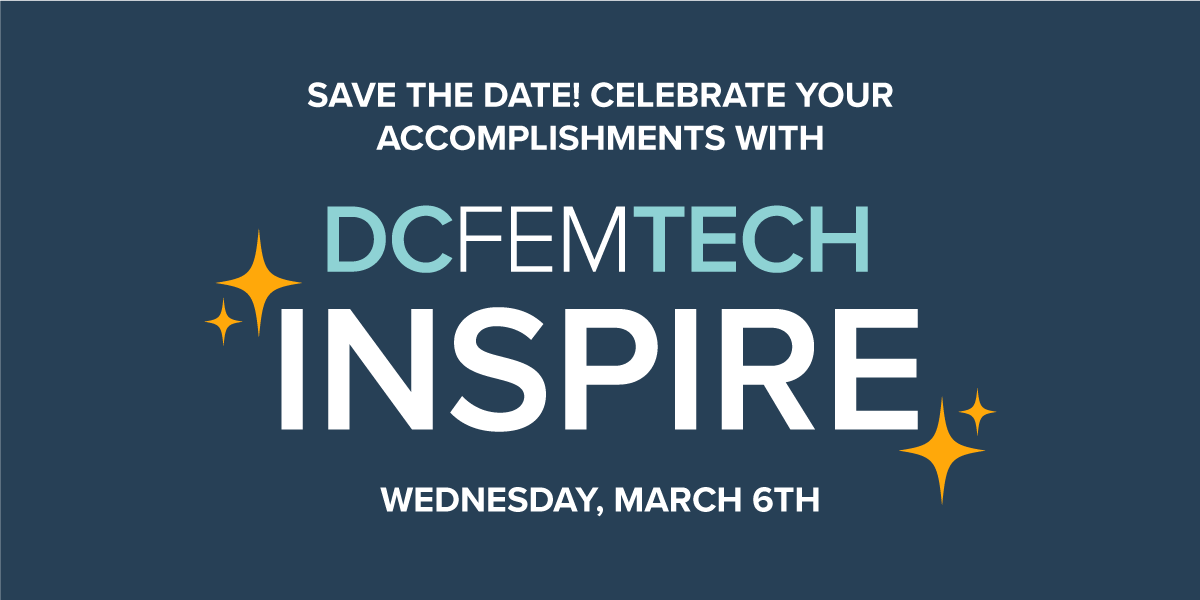 SAVE THE DATE! CELEBRATE YOUR
ACCOMPLISHMENTS WITH
DCFEMTECH
INSPIRE
WEDNESDAY, MARCH 6TH